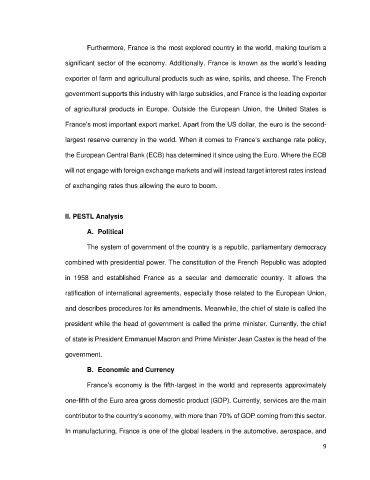 Furthermore, France is the most explored country in the world, making tourism a
significant sector of the economy. Additionally, France is known as the world's leading
exporter of farm and agricultural products such as wine, spirits, and cheese. The French
government supports this industry with large subsidies, and France is the leading exporter
of agricultural products in Europe. Outside the European Union, the United States is
France's most important export market. Apart from the US dollar, the euro is the second-
largest reserve currency in the world. When it comes to France's exchange rate policy,
the European Central Bank (ECB) has determined it since using the Euro. Where the ECB
will not engage with foreign exchange markets and will instead target interest rates instead
of exchanging rates thus allowing the euro to boom.
II. PESTL Analysis
A. Political
The system of government of the country is a republic, parliamentary democracy
combined with presidential power. The constitution of the French Republic was adopted
in 1958 and established France as a secular and democratic country. It allows the
ratification of international agreements, especially those related to the European Union,
and describes procedures for its amendments. Meanwhile, the chief of state is called the
president while the head of government is called the prime minister. Currently, the chief
of state is President Emmanuel Macron and Prime Minister Jean Castex is the head of the
government.
B. Economic and Currency
France's economy is the fifth-largest in the world and represents approximately
one-fifth of the Euro area gross domestic product (GDP). Currently, services are the main
contributor to the country's economy, with more than 70% of GDP coming from this sector.
In manufacturing, France is one of the global leaders in the automotive, aerospace, and
9